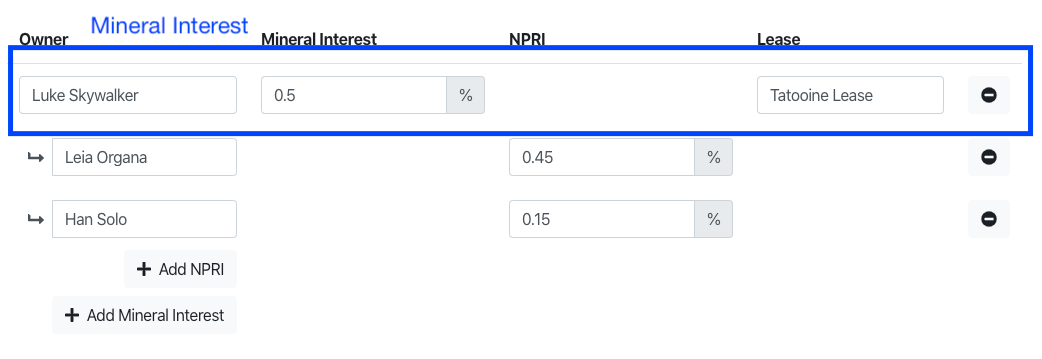 Mineral Interest
Owner Mineral Interest NPRI Lease
Luke Skywalker 0.5 % Tatooine Lease
Leia Organa 0.45 %
Han Solo 0.15 %
Add NPRI
Add Mineral Interest